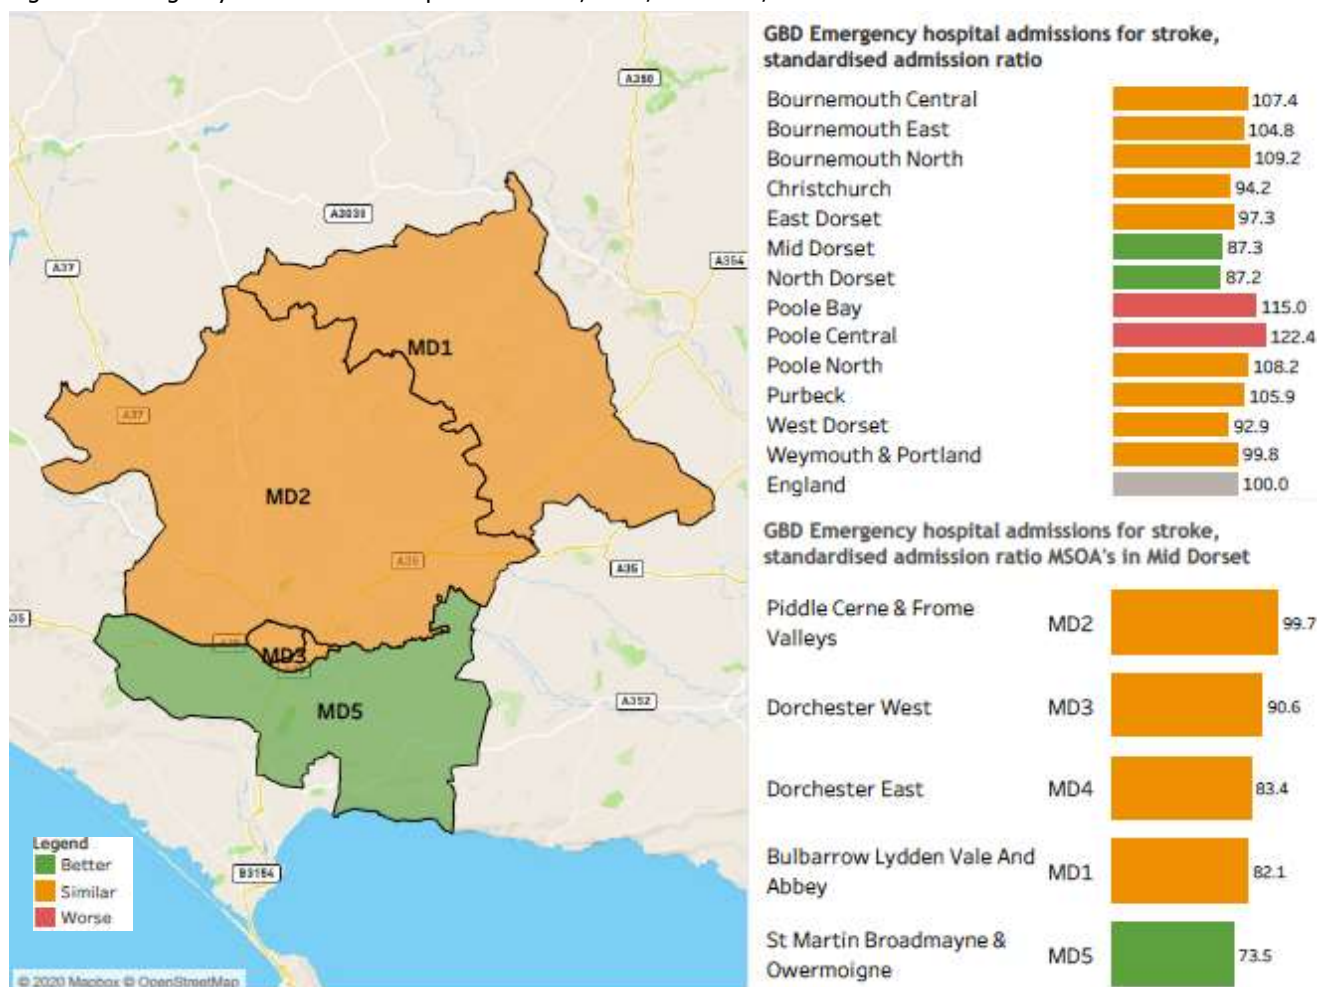 A350
A3030
A37
A354
MD1
A37
MD2
A35
A35
A35
MD3
MD5
A352
Legend
Better
Similar
Worse
B3154
© 2020 Mapbox © OpenStreetMap
GBD Emergency hospital admissions for stroke,
standardised admission ratio
Bournemouth Central 107.4
Bournemouth East 104.8
Bournemouth North 109.2
Christchurch 94.2
East Dorset 97.3
Mid Dorset 87.3
North Dorset 87.2
Poole Bay 115.0
Poole Central 122.4
Poole North 108.2
Purbeck 105.9
West Dorset 92.9
Weymouth & Portland 99.8
England 100.0
GBD Emergency hospital admissions for stroke,
standardised admission ratio MSOA's in Mid Dorset
Piddle Cerne & Frome
Valleys MD2 99.7
Dorchester West MD3 90.6
Dorchester East MD4 83.4
Bulbarrow Lydden Vale And
Abbey MD1 82.1
St Martin Broadmayne &
Owermoigne MD5 73.5